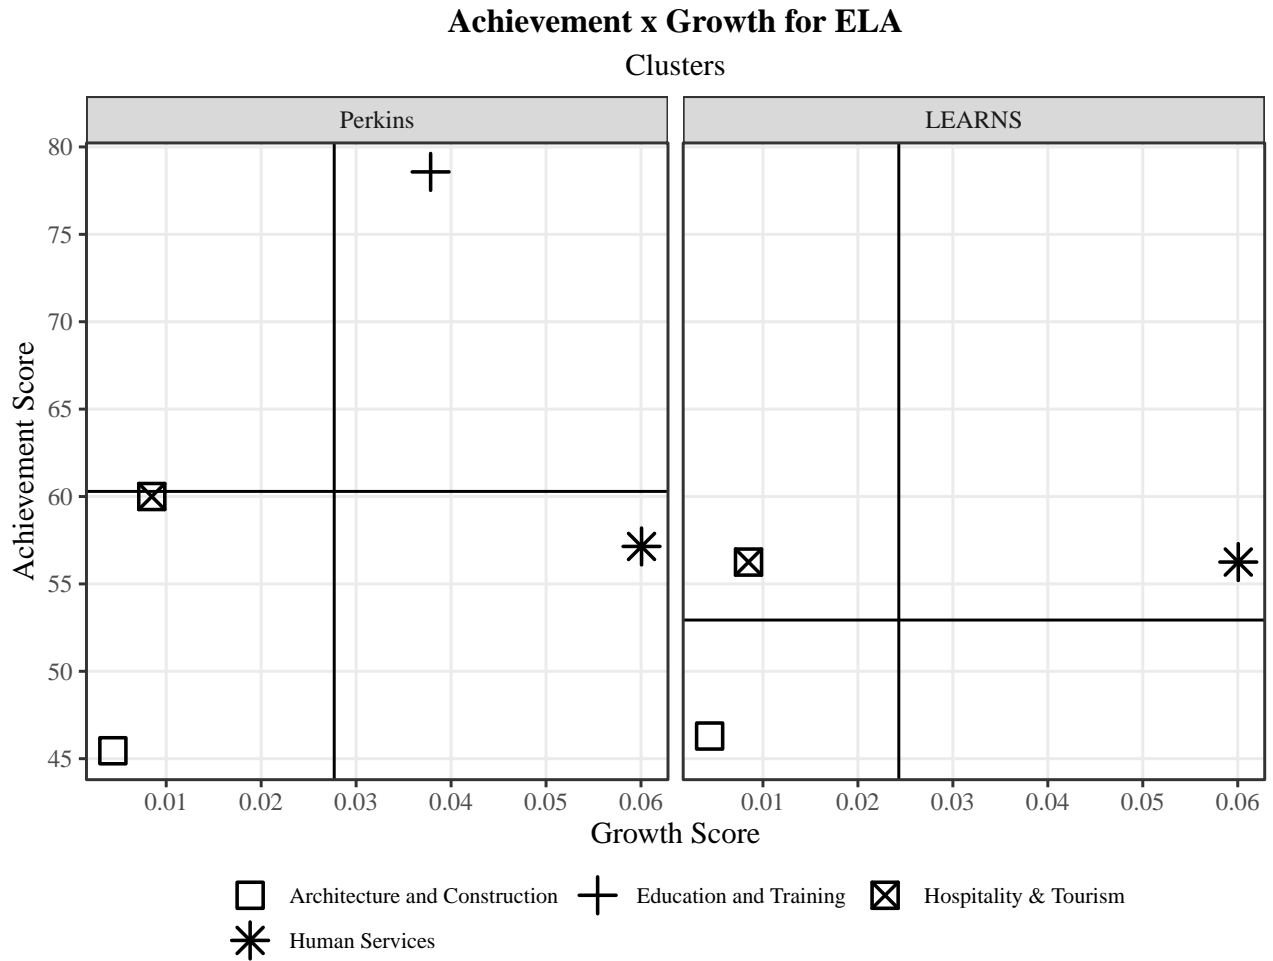 Achievement x Growth for ELA
Clusters
Perkins
LEARNS
Achievement Score
80
75
70
65
60
55
50
45
0.01 0.02 0.03 0.04 0.05 0.06
0.01 0.02 0.03 0.04 0.05 0.06
Growth Score
Architecture and Construction
Education and Training
Hospitality & Tourism
Human Services